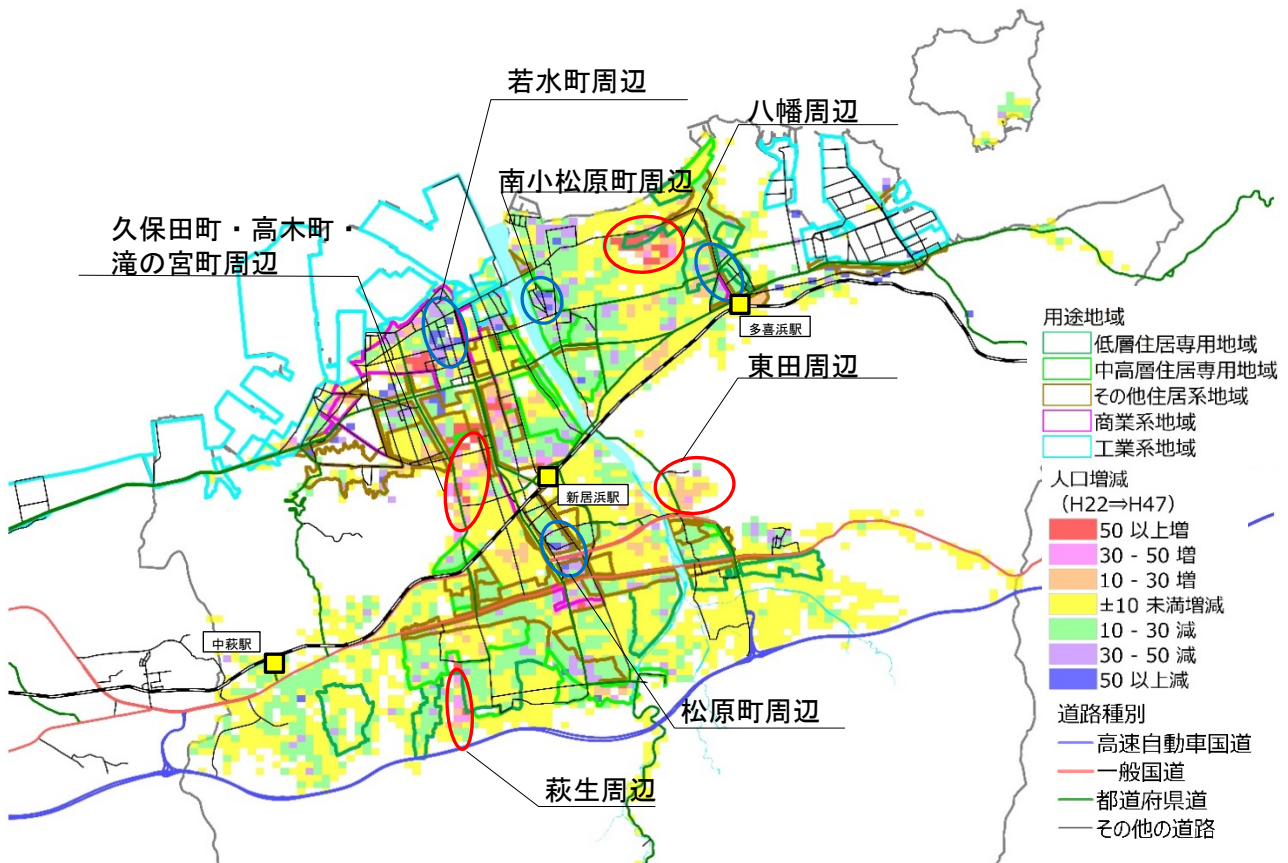 若水町周辺
八幡周辺
南小松原町周辺
久保田町・高木町・
滝の宮町周辺
多喜浜駅
東田周辺
新居浜駅
中萩駅
松原町周辺
萩生周辺
用途地域
低層住居専用地域
中高層住居専用地域
その他住居系地域
商業系地域
工業系地域
人口増減
（H22⇒H47）
50 以上増
30 - 50 増
10 - 30 増
±10 未満増減
10 - 30 減
30 - 50 減
50 以上減
道路種別
高速自動車国道
一般国道
都道府県道
その他の道路